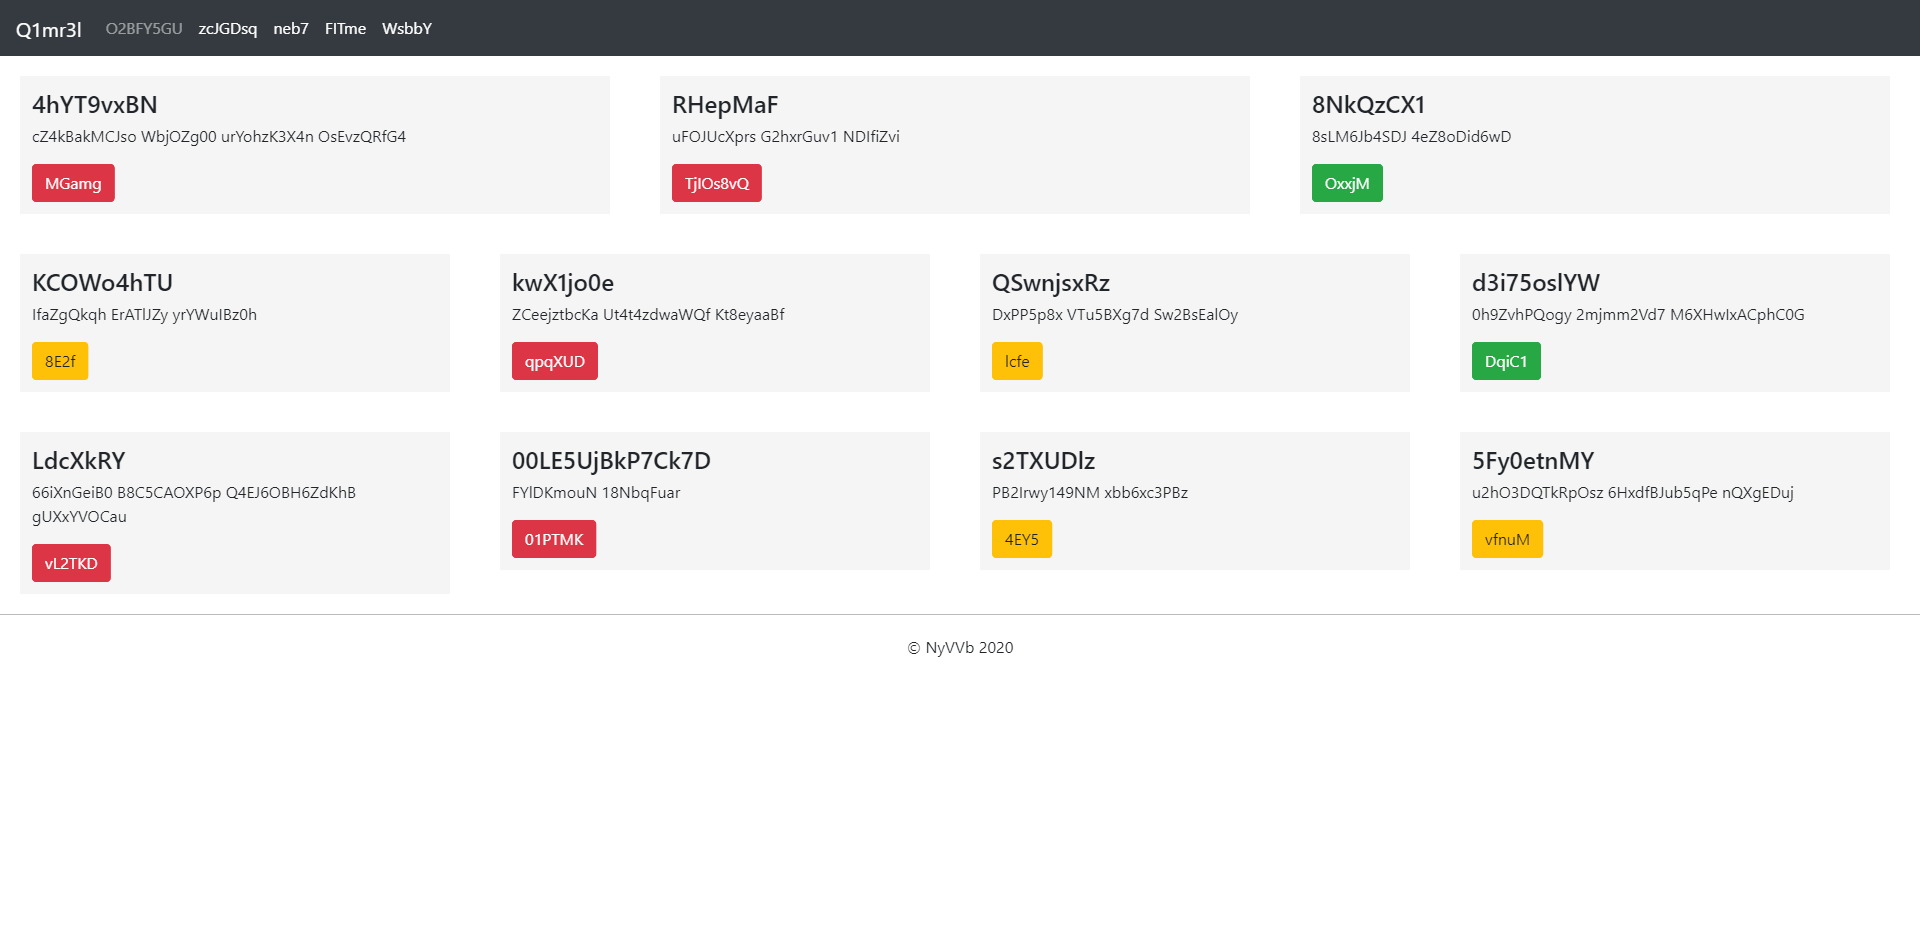 Q1mr3l O2BFY5GU zcJGDsq neb7 FITme WsbbY
4hYT9vxBN
cZ4kBakMCJso WbjOZg00 urYohzK3X4n OsEvzQRfG4
MGamg
RHepMaF
uFOJUcXprs G2hxrGuv1 NDIfiZvi
TjIOs8vQ
8NkQzCX1
8sLM6Jb4SDJ 4eZ8oDid6wD
OxxjM
KCOWo4hTU
IfaZgQkqh ErATlJZy yrYWuIBz0h
8E2f
kwX1jo0e
ZCeejztbcKa Ut4t4zdwaWQf Kt8eyaaBf
qpqXUD
QSwnjsxRz
DxPP5p8x VTu5BXg7d Sw2BsEalOy
lcfe
d3i75oslYW
0h9ZvhPQogy 2mjmm2Vd7 M6XHwIxACphC0G
DqiC1
LdcXkRY
66iXnGeiB0 B8C5CAOXP6p Q4EJ6OBH6ZdKhB
gUXxYVOCau
vL2TKD
00LE5UjBkP7Ck7D
FYlDKmouN 18NbqFuar
01PTMK
s2TXUDlz
PB2Irwy149NM xbb6xc3PBz
4EY5
5Fy0etnMY
u2hO3DQTkRpOsz 6HxdfBJub5qPe nQXgEDuj
vfnuM
© NyVVb 2020